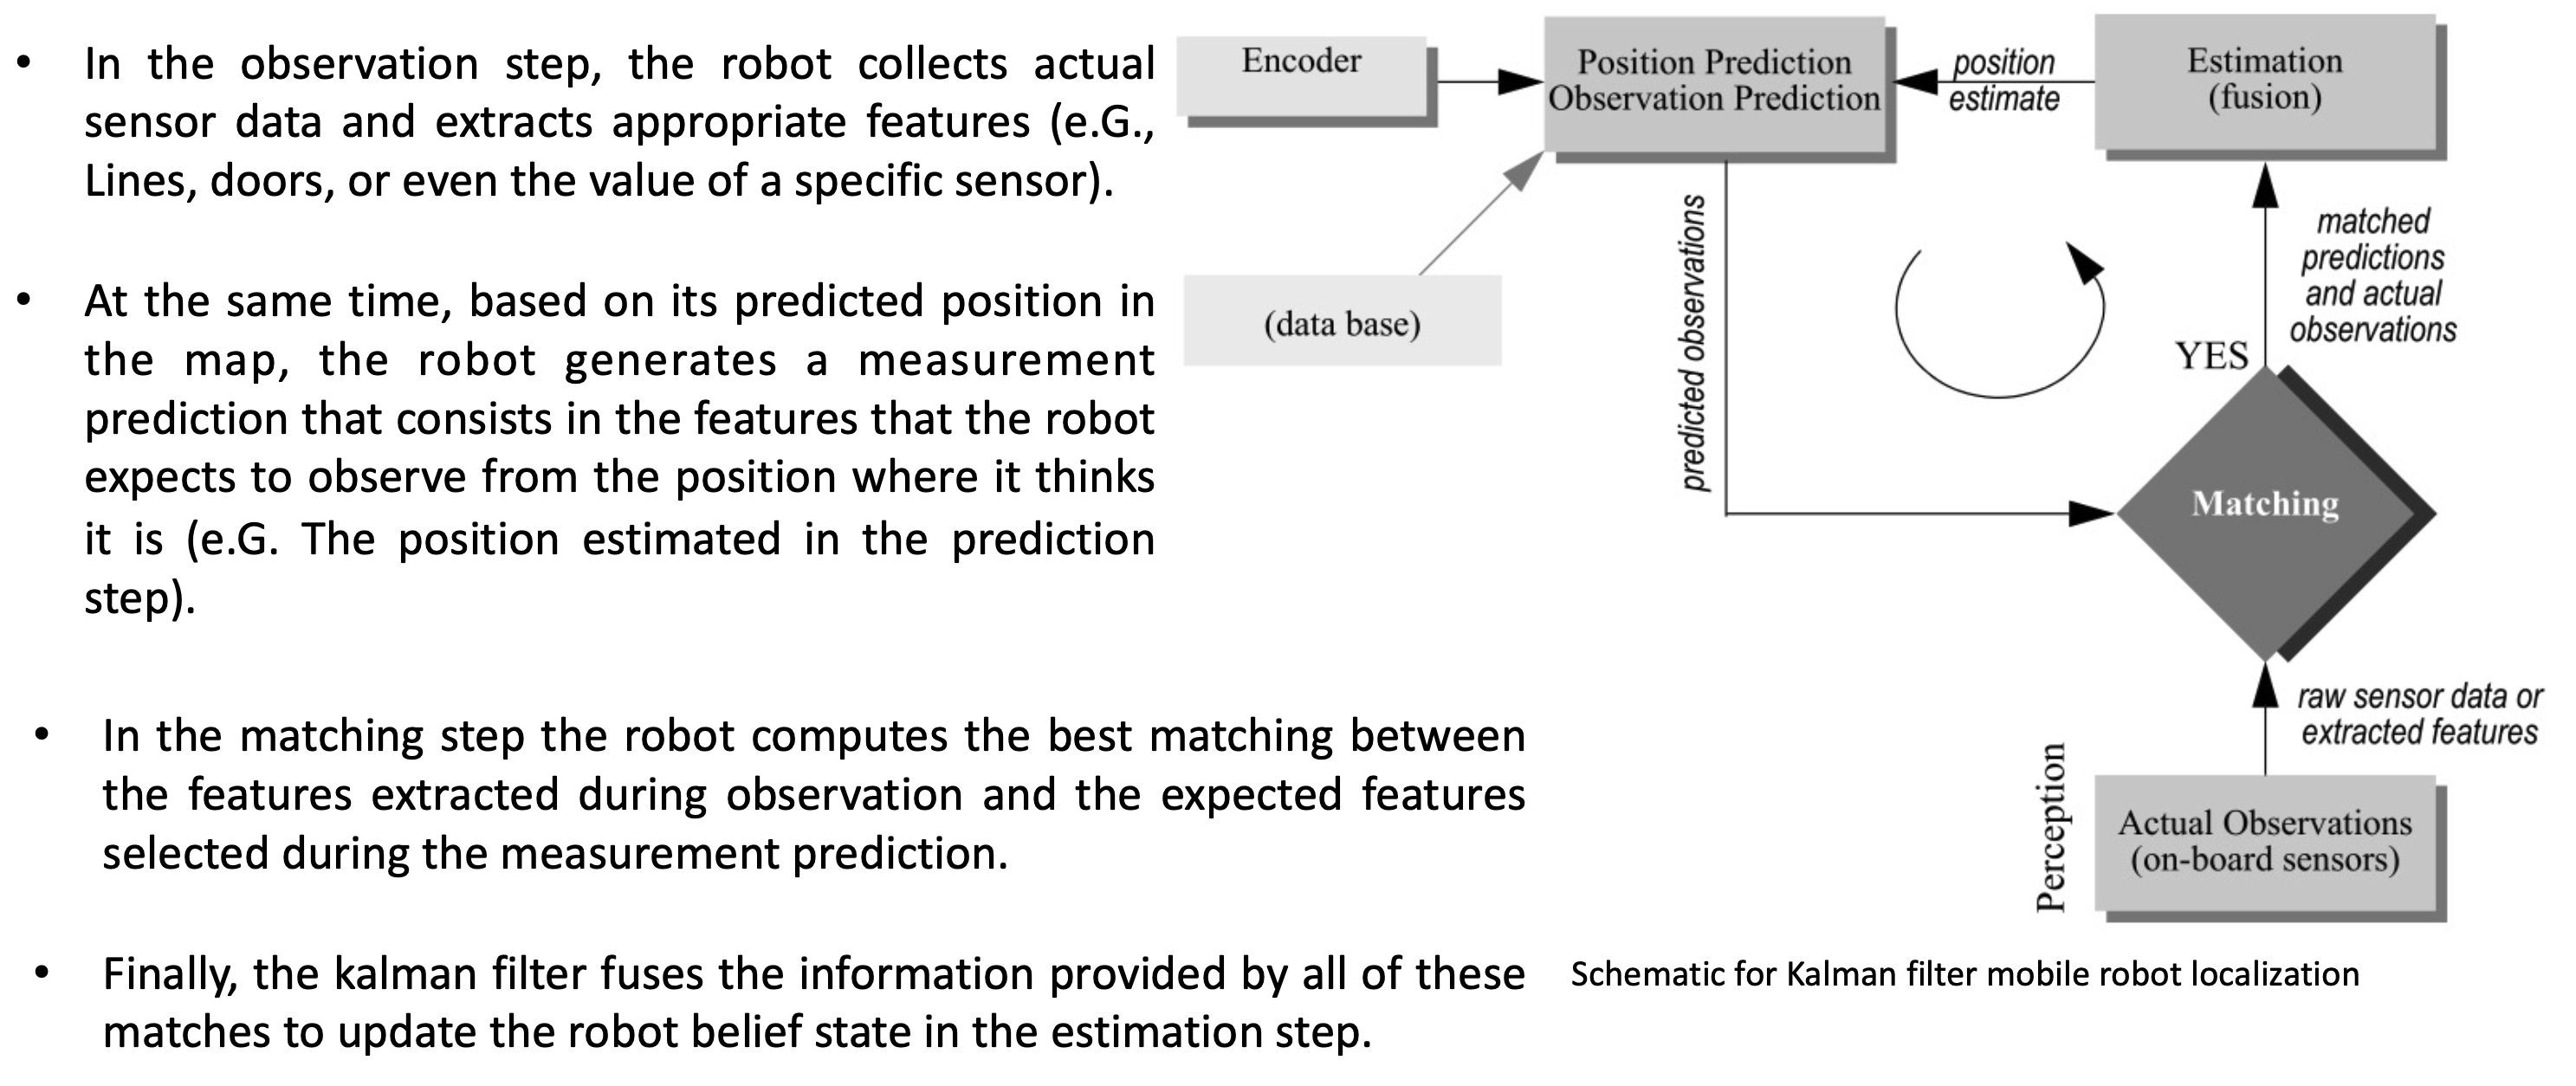 • In the observation step, the robot collects actual
sensor data and extracts appropriate features (e.G.,
Lines, doors, or even the value of a specific sensor).
• At the same time, based on its predicted position in
the map, the robot generates a measurement
prediction that consists in the features that the robot
expects to observe from the position where it thinks
it is (e.G. The position estimated in the prediction
step).
• In the matching step the robot computes the best matching between
the features extracted during observation and the expected features
selected during the measurement prediction.
• Finally, the kalman filter fuses the information provided by all of these
matches to update the robot belief state in the estimation step.
Encoder
Position Prediction
Observation Prediction
position
estimate
Estimation
(fusion)
(data base)
predicted observations
matched
predictions
and actual
observations
YES
Matching
raw sensor data or
extracted features
Perception
Actual Observations
(on-board sensors)
Schematic for Kalman filter mobile robot localization